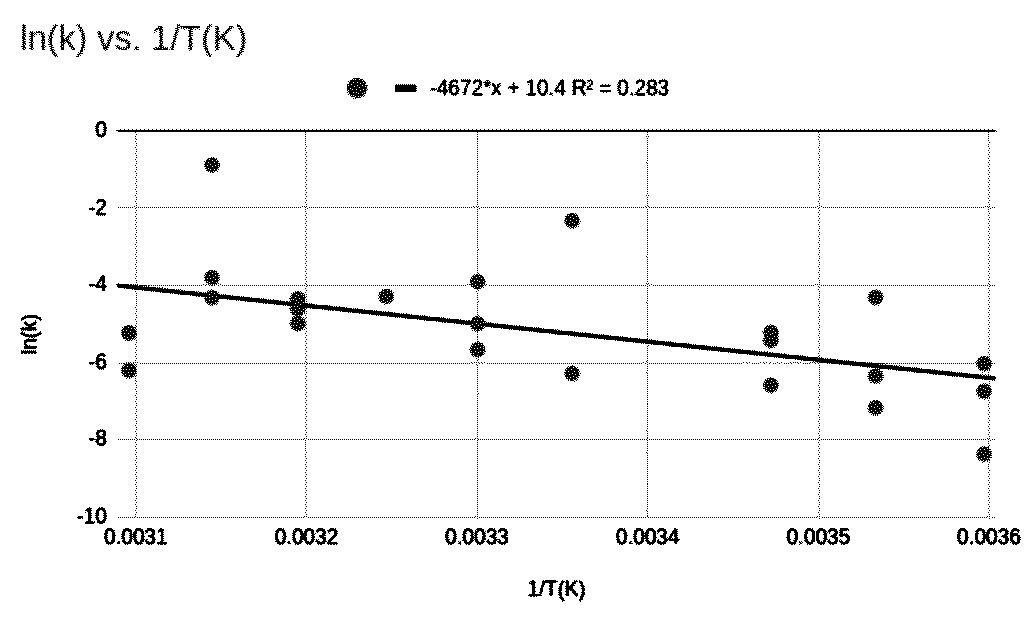 ln(k) vs. 1/T(K)
-4672*x + 10.4 R² = 0.283
0
-2
-4
-6
-8
-10
ln(k)
0.0031 0.0032 0.0033 0.0034 0.0035 0.0036
1/T(K)